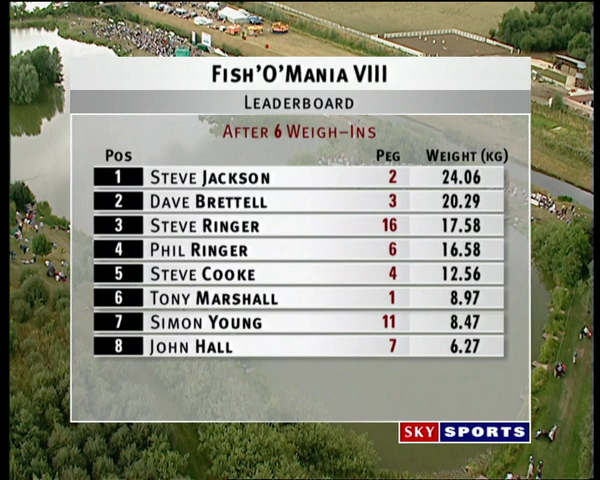 Fish'O'Mania VIII
Leaderboard
After 6 Weigh-Ins
Pos Peg Weight (kg)
1 Steve Jackson 2 24.06
2 Dave Brettell 3 20.29
3 Steve Ringer 16 17.58
4 Phil Ringer 6 16.58
5 Steve Cooke 4 12.56
6 Tony Marshall 1 8.97
7 Simon Young 11 8.47
8 John Hall 7 6.27
SKY SPORTS